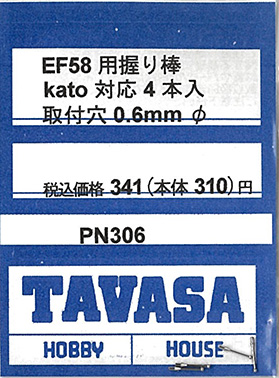 EF58 用握り棒
kato 対応 4 本入
取付穴 0.6mm φ
税込価格 341 (本体 310) 円
PN306
TAVASA
HOBBY HOUSE